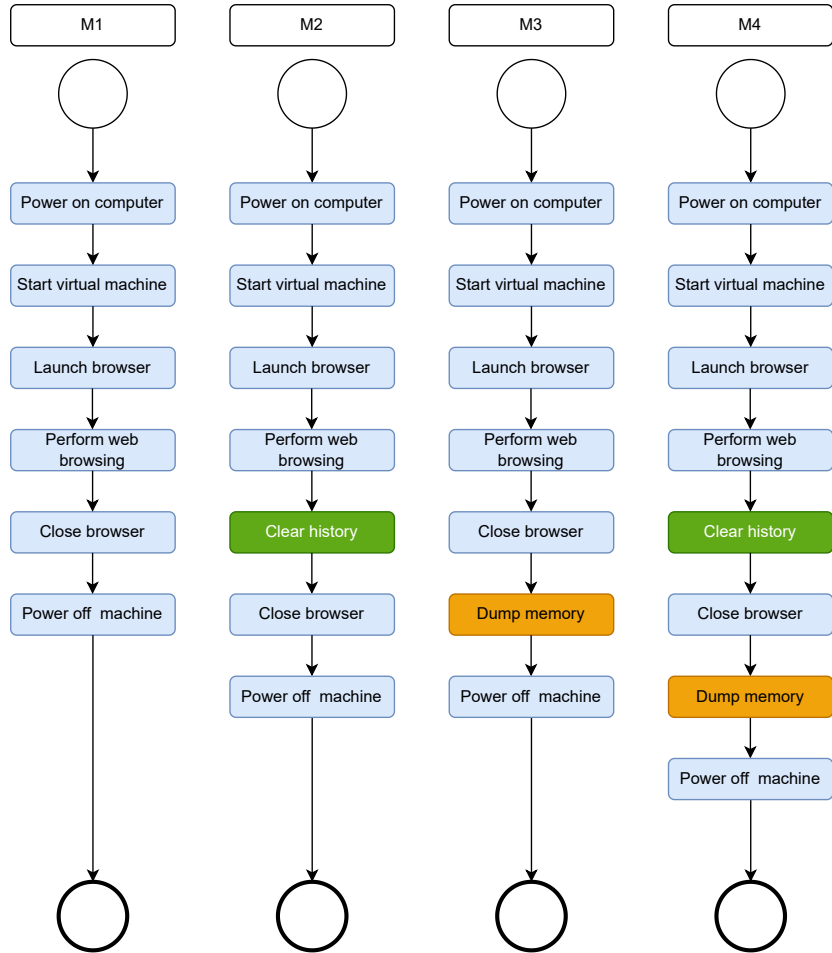 M1
M2
M3
M4
Power on computer
Power on computer
Power on computer
Power on computer
Start virtual machine
Start virtual machine
Start virtual machine
Start virtual machine
Launch browser
Launch browser
Launch browser
Launch browser
Perform web
browsing
Perform web
browsing
Perform web
browsing
Perform web
browsing
Close browser
Clear history
Close browser
Clear history
Power off  machine
Close browser
Dump memory
Close browser
Power off  machine
Power off  machine
Dump memory
Power off  machine